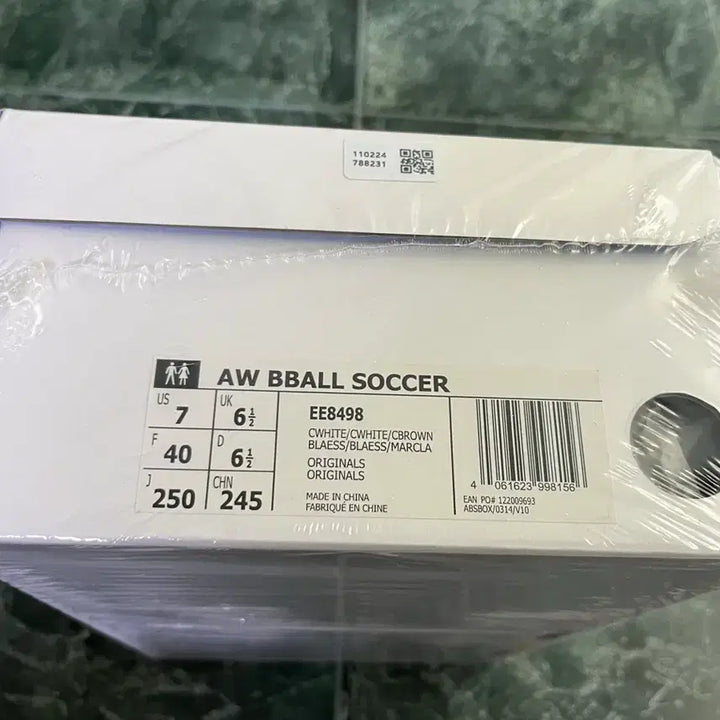 110224
788231
AW BBALL SOCCER
US
7
UK
6½
F
40
D
6½
J
250
CHN
245
EE8498
CWHITE/CWHITE/CBROWN
BLAESS/BLAESS/MARCLA
ORIGINALS
ORIGINALS
MADE IN CHINA
FABRIQUÉ EN CHINE
4 061623 998156
EAN PO# 122009693
ABSBOX/0314/V10